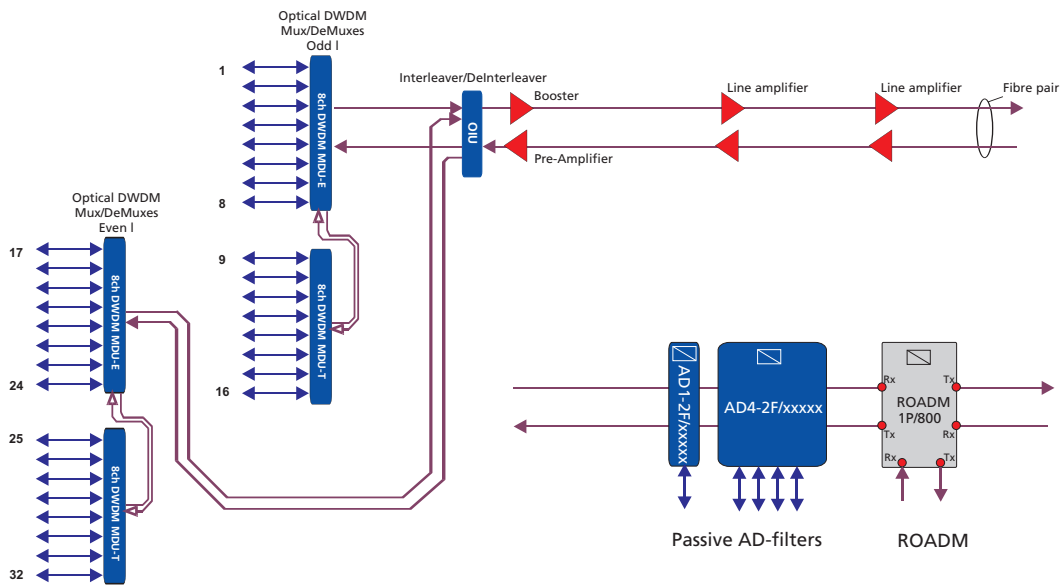 Optical DWDM
Mux/DeMuxes
Odd l
1
8
8ch DWDM MDU-E
9
16
8ch DWDM MDU-T
Interleaver/DeInterleaver
OIU
Booster
Pre-Amplifier
Line amplifier
Line amplifier
Fibre pair
Optical DWDM
Mux/DeMuxes
Even l
17
24
8ch DWDM MDU-E
25
32
8ch DWDM MDU-T
AD1-2F/xxxxx
AD4-2F/xxxxx
Rx
Tx
ROADM
1P/800
Tx
Rx
Rx
Tx
Passive AD-filters
ROADM